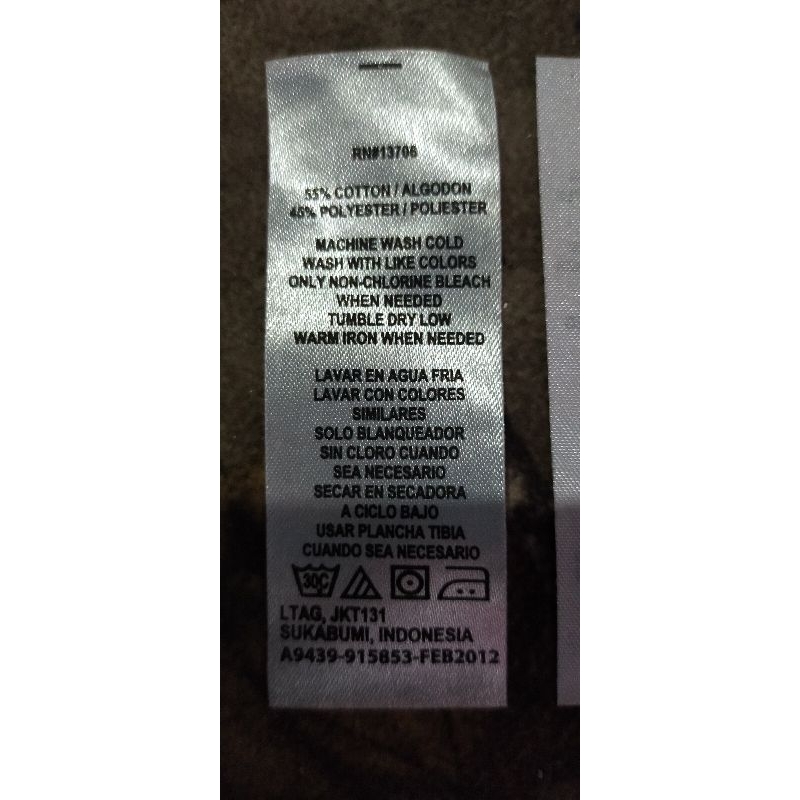 RN#13706
55% COTTON / ALGODON
45% POLYESTER / POLIESTER
MACHINE WASH COLD
WASH WITH LIKE COLORS
ONLY NON-CHLORINE BLEACH
WHEN NEEDED
TUMBLE DRY LOW
WARM IRON WHEN NEEDED
LAVAR EN AGUA FRIA
LAVAR CON COLORES
SIMILARES
SOLO BLANQUEADOR
SIN CLORO CUANDO
SEA NECESARIO
SECAR EN SECADORA
A CICLO BAJO
USAR PLANCHA TIBIA
CUANDO SEA NECESARIO
30C
LTAG, JKT131
SUKABUMI, INDONESIA
A9439-915853-FEB2012